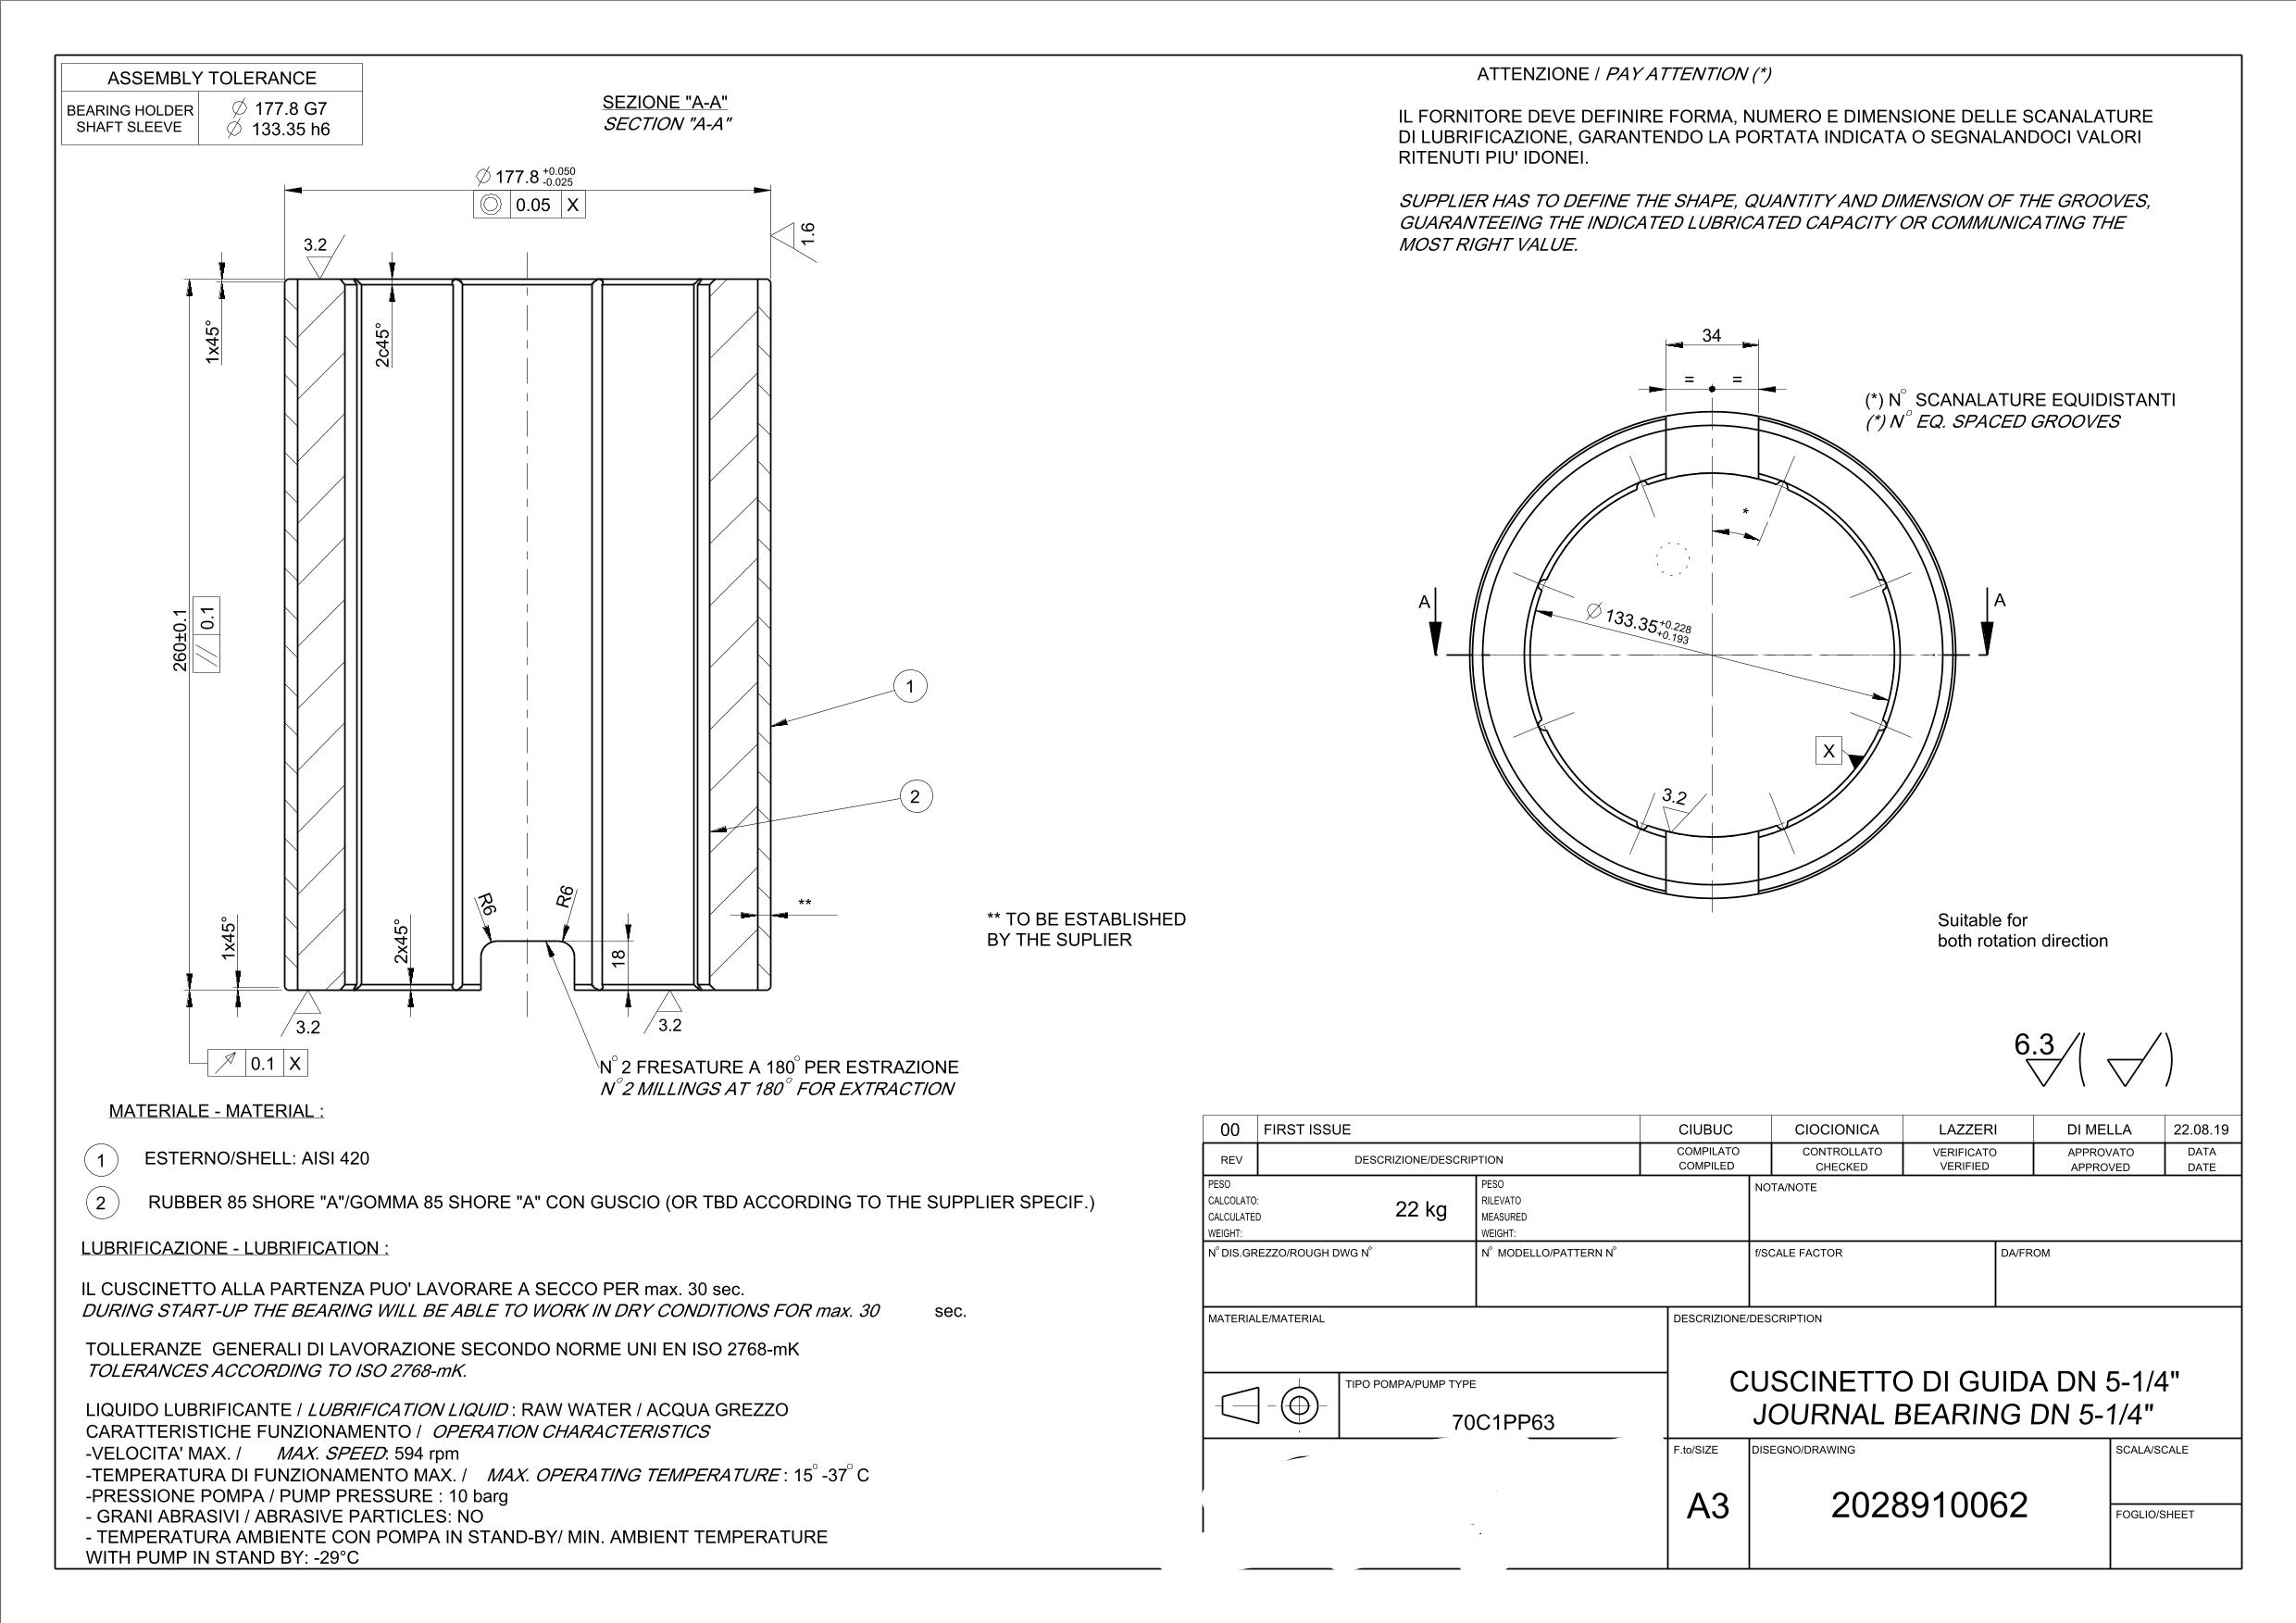 ASSEMBLY TOLERANCE
BEARING HOLDER
SHAFT SLEEVE
∅ 177.8 G7
∅ 133.35 h6
SEZIONE "A-A"
SECTION "A-A"
∅ 177.8 +0.050 -0.025
0.05 X
3.2
1.6
1x45°
2c45°
260±0.1
0.1
1
2
**
** TO BE ESTABLISHED
BY THE SUPLIER
R6
R6
18
1x45°
2x45°
3.2
3.2
0.1 X
N° 2 FRESATURE A 180° PER ESTRAZIONE
N° 2 MILLINGS AT 180° FOR EXTRACTION
ATTENZIONE / PAY ATTENTION (*)
IL FORNITORE DEVE DEFINIRE FORMA, NUMERO E DIMENSIONE DELLE SCANALATURE
DI LUBRIFICAZIONE, GARANTENDO LA PORTATA INDICATA O SEGNALANDOCI VALORI
RITENUTI PIU' IDONEI.
SUPPLIER HAS TO DEFINE THE SHAPE, QUANTITY AND DIMENSION OF THE GROOVES,
GUARANTEEING THE INDICATED LUBRICATED CAPACITY OR COMMUNICATING THE
MOST RIGHT VALUE.
34
= =
(*) N° SCANALATURE EQUIDISTANTI
(*) N° EQ. SPACED GROOVES
*
A
A
∅ 133.35 +0.228 +0.193
X
3.2
Suitable for
both rotation direction
6.3
MATERIALE - MATERIAL :
1 ESTERNO/SHELL: AISI 420
2 RUBBER 85 SHORE "A"/GOMMA 85 SHORE "A" CON GUSCIO (OR TBD ACCORDING TO THE SUPPLIER SPECIF.)
LUBRIFICAZIONE - LUBRIFICATION :
IL CUSCINETTO ALLA PARTENZA PUO' LAVORARE A SECCO PER max. 30 sec.
DURING START-UP THE BEARING WILL BE ABLE TO WORK IN DRY CONDITIONS FOR max. 30 sec.
TOLLERANZE GENERALI DI LAVORAZIONE SECONDO NORME UNI EN ISO 2768-mK
TOLERANCES ACCORDING TO ISO 2768-mK.
LIQUIDO LUBRIFICANTE / LUBRIFICATION LIQUID : RAW WATER / ACQUA GREZZO
CARATTERISTICHE FUNZIONAMENTO / OPERATION CHARACTERISTICS
-VELOCITA' MAX. / MAX. SPEED: 594 rpm
-TEMPERATURA DI FUNZIONAMENTO MAX. / MAX. OPERATING TEMPERATURE : 15° -37° C
-PRESSIONE POMPA / PUMP PRESSURE : 10 barg
- GRANI ABRASIVI / ABRASIVE PARTICLES: NO
- TEMPERATURA AMBIENTE CON POMPA IN STAND-BY/ MIN. AMBIENT TEMPERATURE
WITH PUMP IN STAND BY: -29°C
00 FIRST ISSUE CIUBUC CIOCIONICA LAZZERI DI MELLA 22.08.19
REV DESCRIZIONE/DESCRIPTION COMPILATO CONTROLLATO VERIFICATO APPROVATO DATA
COMPILED CHECKED VERIFIED APPROVED DATE
PESO
CALCOLATO:
CALCULATED
WEIGHT:
22 kg
PESO
RILEVATO
MEASURED
WEIGHT:
NOTA/NOTE
N° DIS.GREZZO/ROUGH DWG N°
N° MODELLO/PATTERN N°
f/SCALE FACTOR
DA/FROM
MATERIALE/MATERIAL
DESCRIZIONE/DESCRIPTION
CUSCINETTO DI GUIDA DN 5-1/4"
JOURNAL BEARING DN 5-1/4"
TIPO POMPA/PUMP TYPE
70C1PP63
F.to/SIZE
A3
DISEGNO/DRAWING
2028910062
SCALA/SCALE
FOGLIO/SHEET